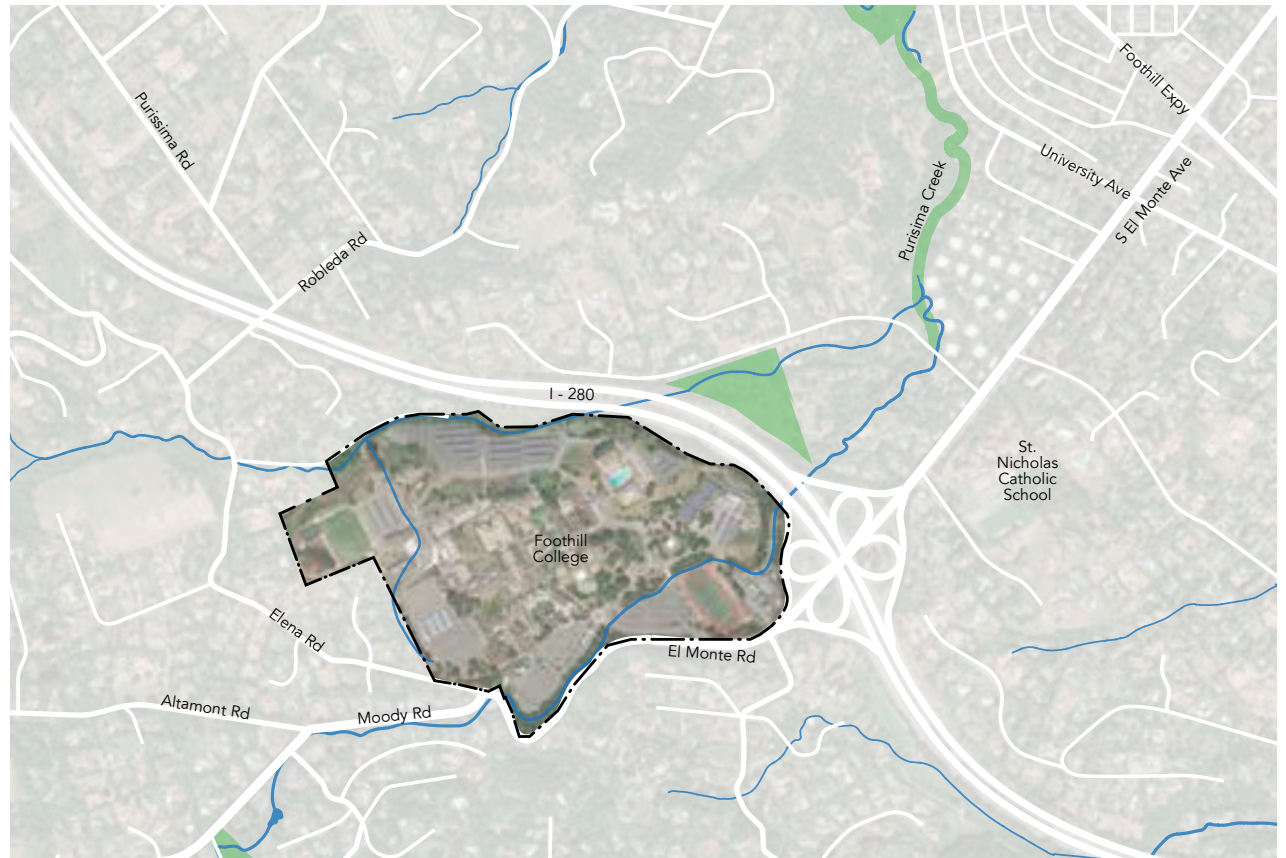 Foothill Expy
Purissima Rd
University Ave
Purisima Creek
S El Monte Ave
Robleda Rd
I - 280
St.
Nicholas
Catholic
School
Foothill
College
Elena Rd
El Monte Rd
Altamont Rd
Moody Rd